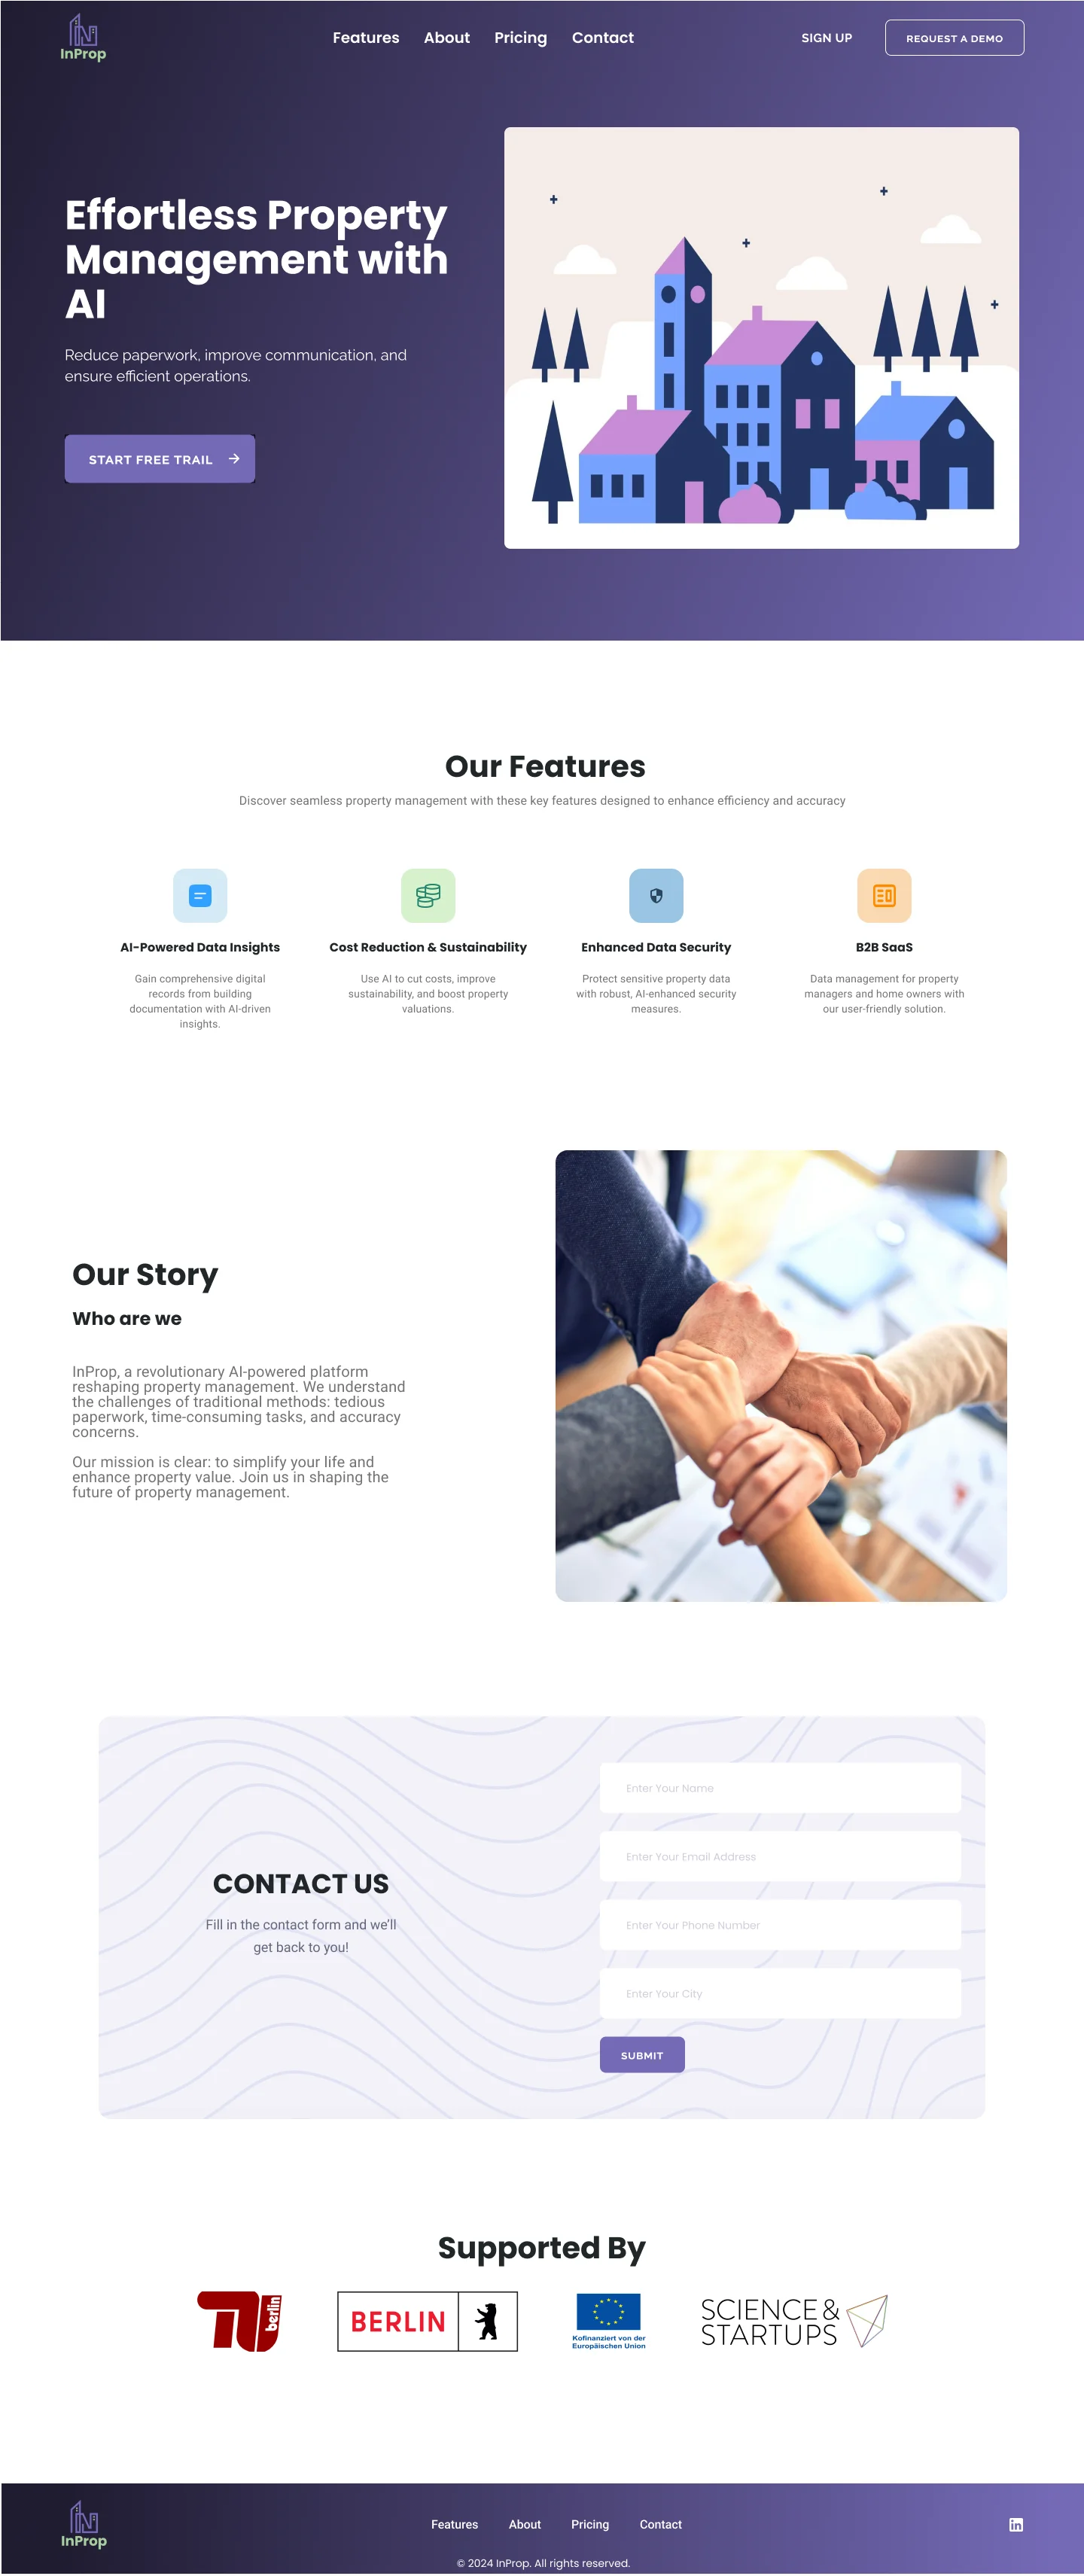 InProp
Features About Pricing Contact SIGN UP REQUEST A DEMO
Effortless Property
Management with
AI
Reduce paperwork, improve communication, and
ensure efficient operations.
START FREE TRAIL
Our Features
Discover seamless property management with these key features designed to enhance efficiency and accuracy
AI-Powered Data Insights
Gain comprehensive digital
records from building
documentation with AI-driven
insights.
Cost Reduction & Sustainability
Use AI to cut costs, improve
sustainability, and boost property
valuations.
Enhanced Data Security
Protect sensitive property data
with robust, AI-enhanced security
measures.
B2B SaaS
Data management for property
managers and home owners with
our user-friendly solution.
Our Story
Who are we
InProp, a revolutionary AI-powered platform
reshaping property management. We understand
the challenges of traditional methods: tedious
paperwork, time-consuming tasks, and accuracy
concerns.
Our mission is clear: to simplify your life and
enhance property value. Join us in shaping the
future of property management.
CONTACT US
Fill in the contact form and we'll
get back to you!
Enter Your Name
Enter Your Email Address
Enter Your Phone Number
Enter Your City
SUBMIT
Supported By
TU berlin
BERLIN
Kofinanziert von der
Europäischen Union
SCIENCE &
STARTUPS
InProp
Features About Pricing Contact
in
© 2024 InProp. All rights reserved.